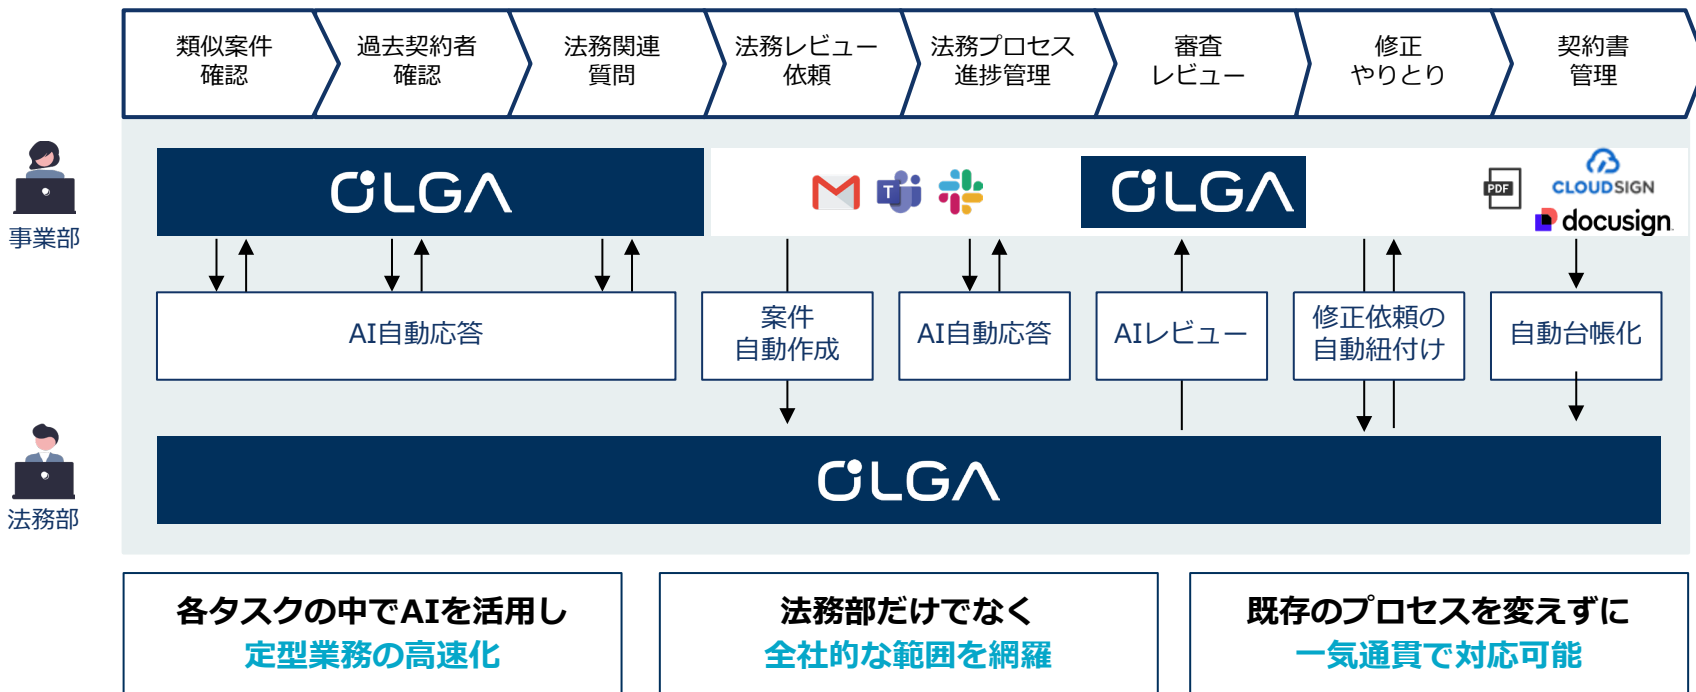 類似案件
確認
過去契約者
確認
法務関連
質問
法務レビュー
依頼
法務プロセス
進捗管理
審査
レビュー
修正
やりとり
契約書
管理
事業部
OLGA
T
OLGA
PDF
CLOUDSIGN
docusign
AI自動応答
案件
自動作成
AI自動応答
AIレビュー
修正依頼の
自動紐付け
自動台帳化
法務部
OLGA
各タスクの中でAIを活用し
定型業務の高速化
法務部だけでなく
全社的な範囲を網羅
既存のプロセスを変えずに
一気通貫で対応可能